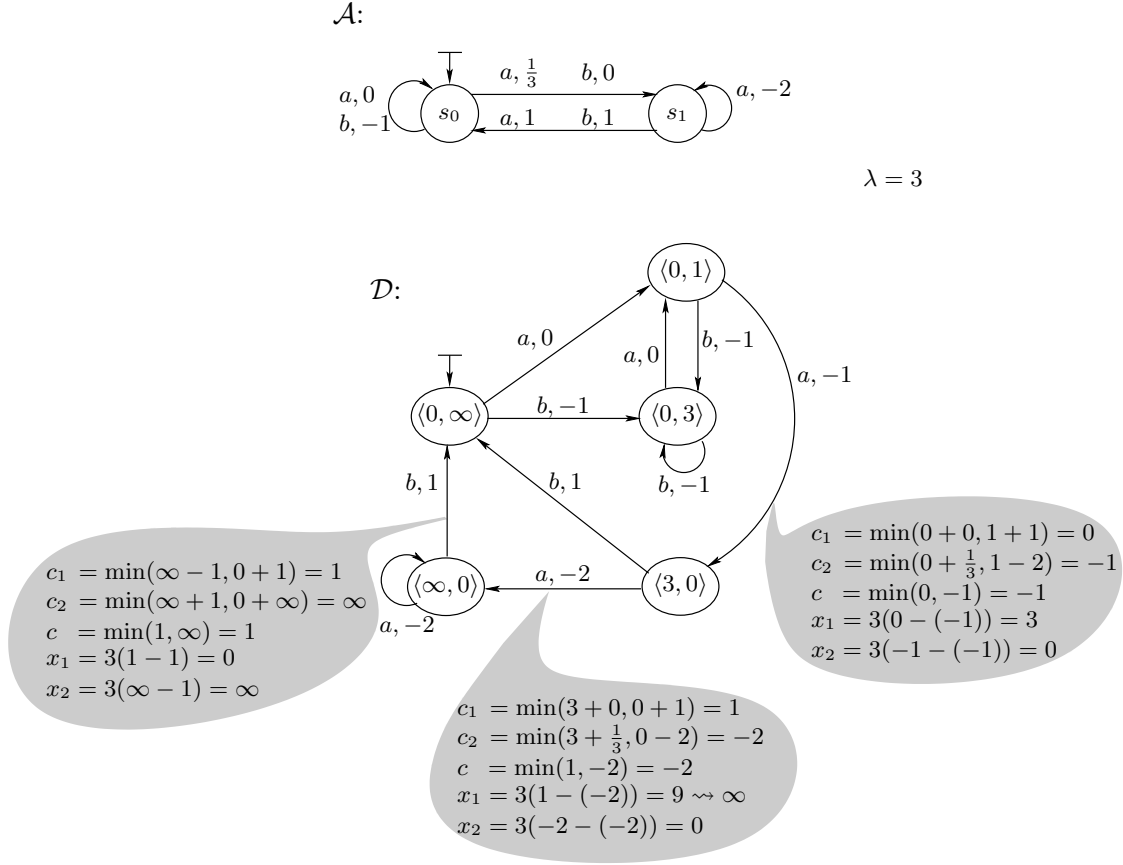 𝒜:
a, 1/3
b, 0
a, 0
b, −1
s₀
s₁
a, −2
a, 1
b, 1
λ = 3
𝒟:
⟨0, 1⟩
a, 0
a, 0
b, −1
a, −1
⟨0, ∞⟩
b, −1
⟨0, 3⟩
b, 1
b, 1
b, −1
⟨∞, 0⟩
a, −2
⟨3, 0⟩
a, −2
c₁ = min(∞ − 1, 0 + 1) = 1
c₂ = min(∞ + 1, 0 + ∞) = ∞
c = min(1, ∞) = 1
x₁ = 3(1 − 1) = 0
x₂ = 3(∞ − 1) = ∞
c₁ = min(0 + 0, 1 + 1) = 0
c₂ = min(0 + 1/3, 1 − 2) = −1
c = min(0, −1) = −1
x₁ = 3(0 − (−1)) = 3
x₂ = 3(−1 − (−1)) = 0
c₁ = min(3 + 0, 0 + 1) = 1
c₂ = min(3 + 1/3, 0 − 2) = −2
c = min(1, −2) = −2
x₁ = 3(1 − (−2)) = 9 ⇝ ∞
x₂ = 3(−2 − (−2)) = 0